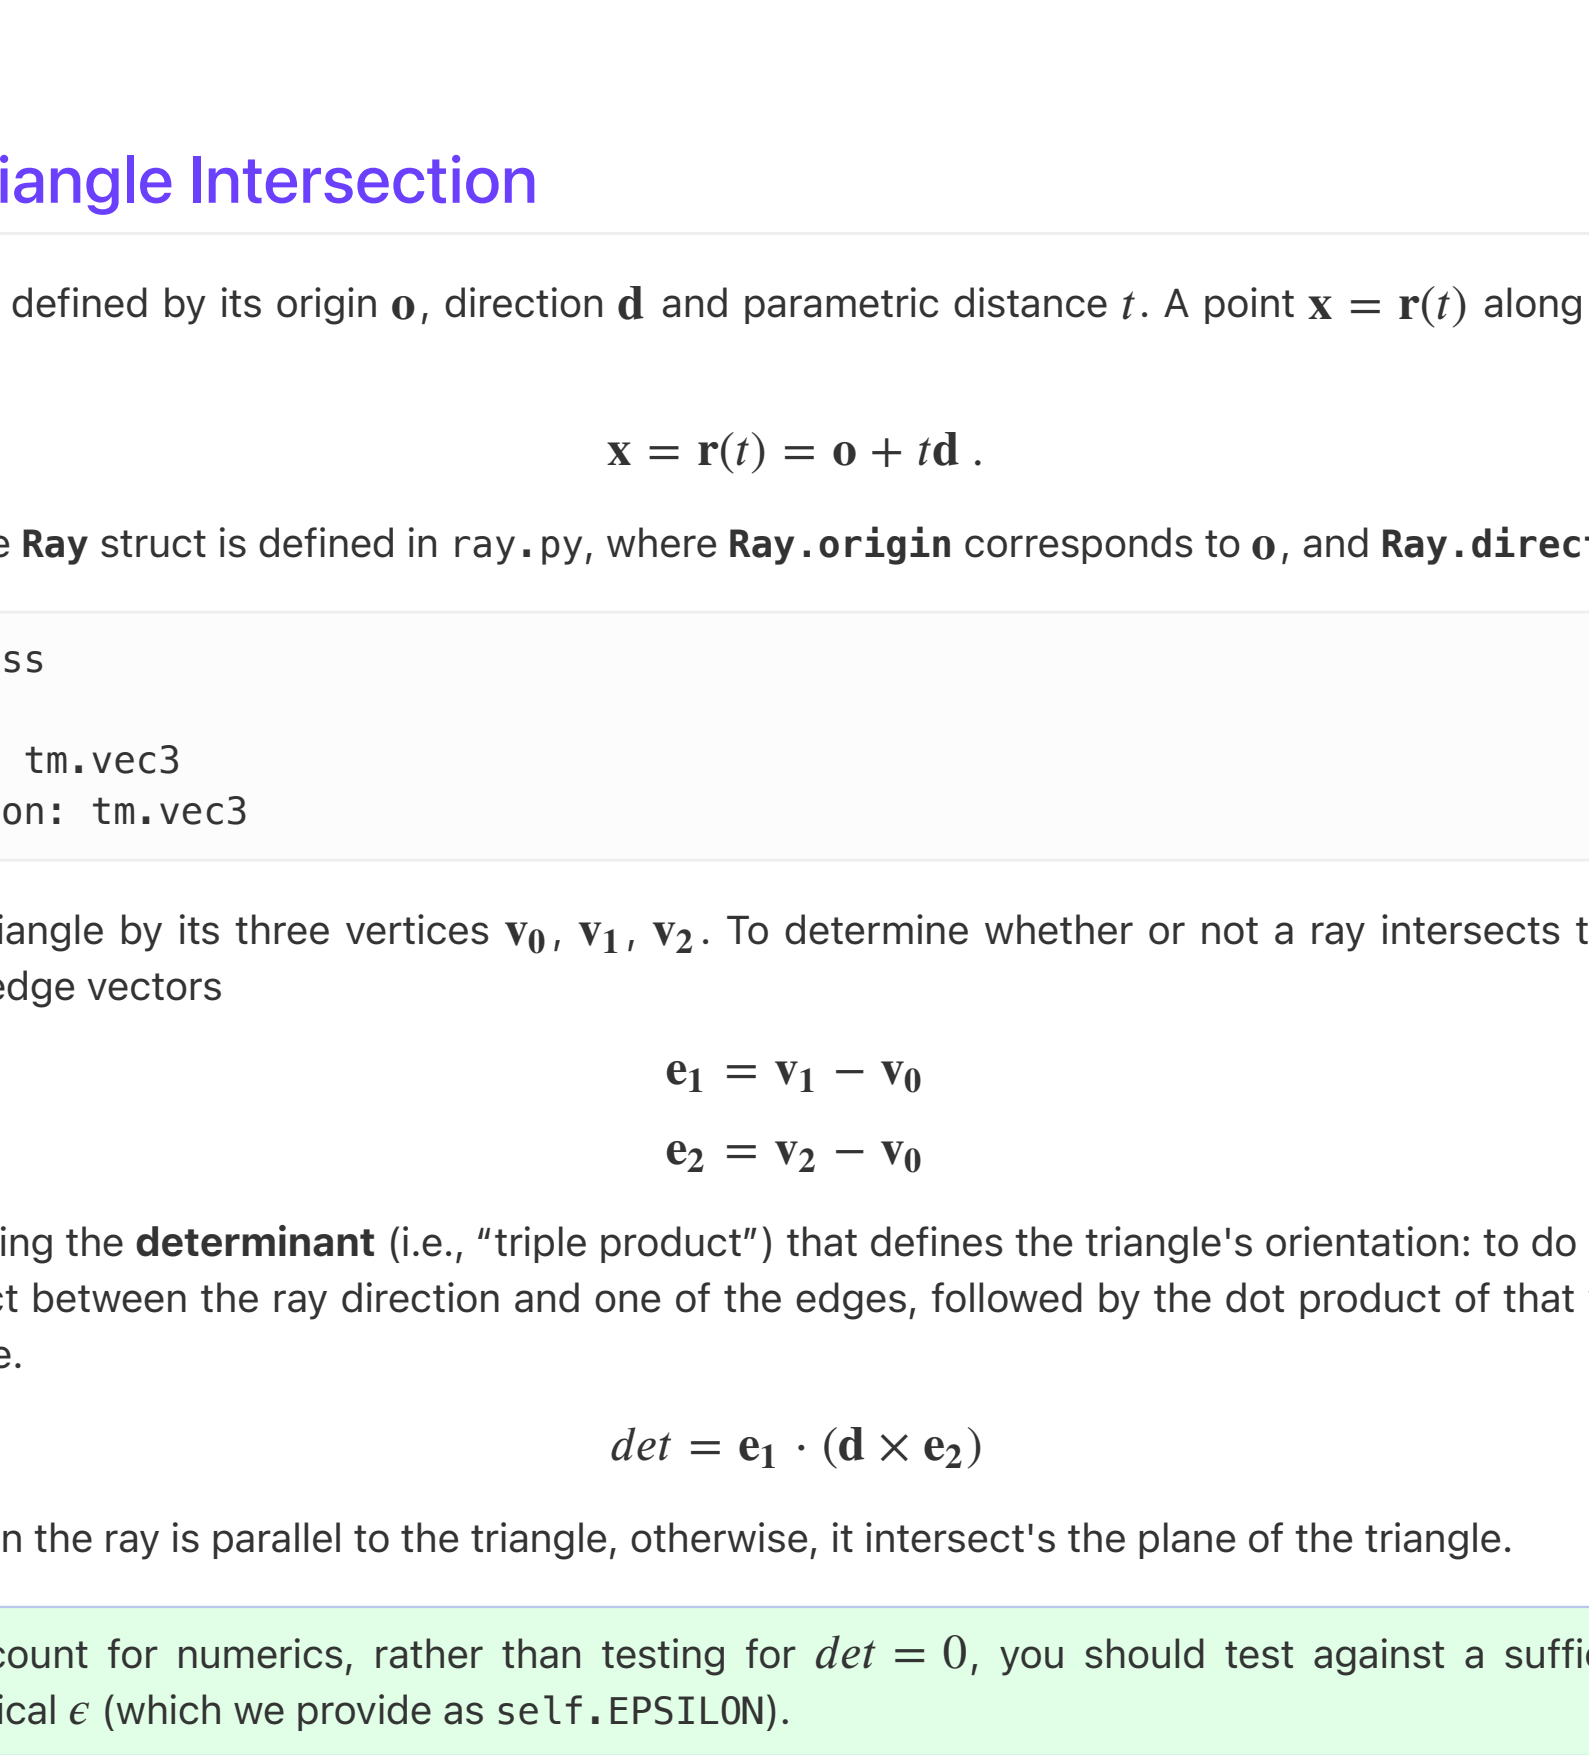 iangle Intersection
defined by its origin o, direction d and parametric distance t. A point x = r(t) along
x = r(t) = o + td .
e Ray struct is defined in ray.py, where Ray.origin corresponds to o, and Ray.direc
ss
tm.vec3
on: tm.vec3
iangle by its three vertices v₀, v₁, v₂. To determine whether or not a ray intersects t
edge vectors
e₁ = v₁ − v₀
e₂ = v₂ − v₀
ing the determinant (i.e., “triple product”) that defines the triangle's orientation: to do
ct between the ray direction and one of the edges, followed by the dot product of that
e.
det = e₁ · (d × e₂)
n the ray is parallel to the triangle, otherwise, it intersect's the plane of the triangle.
count for numerics, rather than testing for det = 0, you should test against a suffic
ical ϵ (which we provide as self.EPSILON).